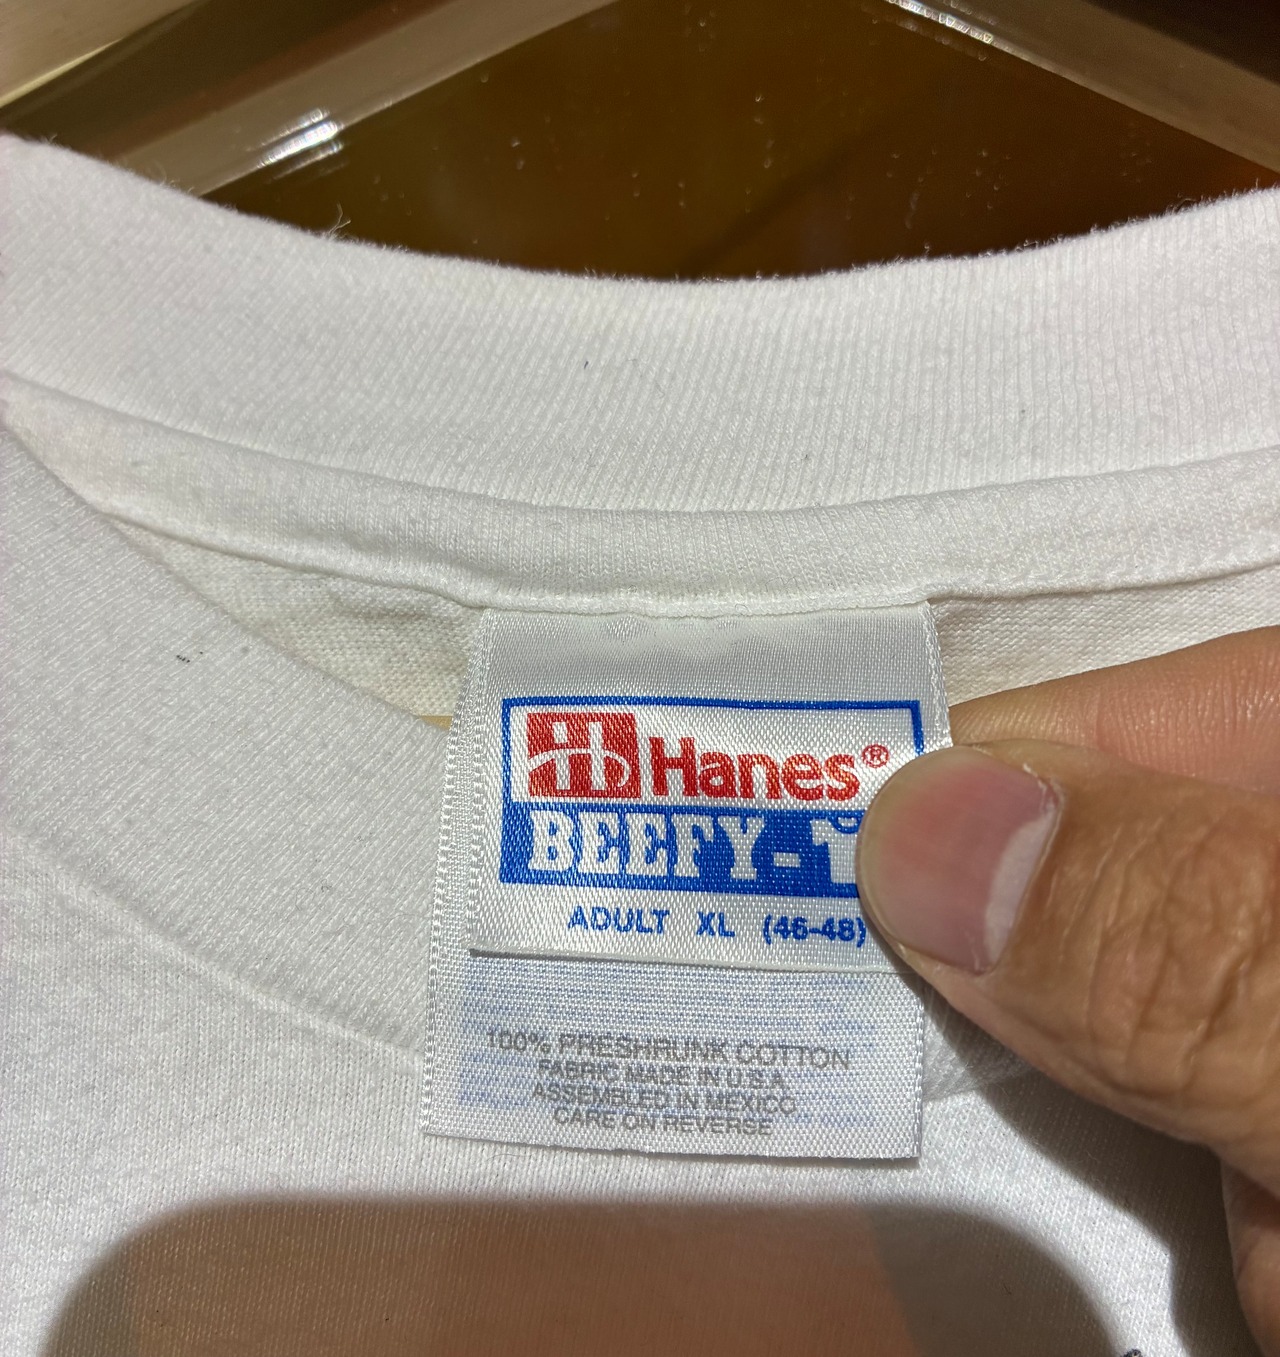 Hanes®
BEEFY-T
ADULT XL (46-48)
100% PRESHRUNK COTTON
FABRIC MADE IN U.S.A.
ASSEMBLED IN MEXICO
CARE ON REVERSE